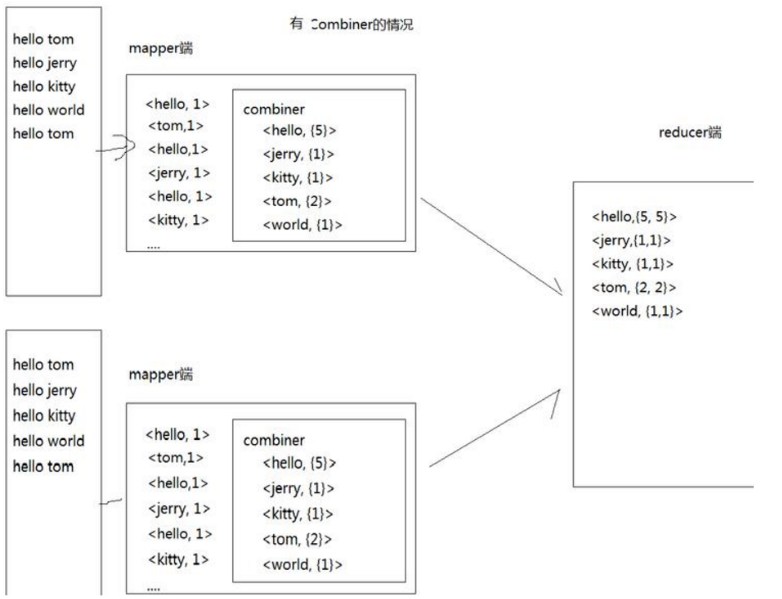 有 Combiner的情况
hello tom
hello jerry
hello kitty
hello world
hello tom
mapper端
<hello, 1>
<tom,1>
<hello,1>
<jerry, 1>
<hello, 1>
<kitty, 1>
....
combiner
<hello, {5}>
<jerry, {1}>
<kitty, {1}>
<tom, {2}>
<world, {1}>
hello tom
hello jerry
hello kitty
hello world
hello tom
mapper端
<hello, 1>
<tom,1>
<hello,1>
<jerry, 1>
<hello, 1>
<kitty, 1>
....
combiner
<hello, {5}>
<jerry, {1}>
<kitty, {1}>
<tom, {2}>
<world, {1}>
reducer端
<hello,{5, 5}>
<jerry,{1,1}>
<kitty, {1,1}>
<tom, {2, 2}>
<world, {1,1}>